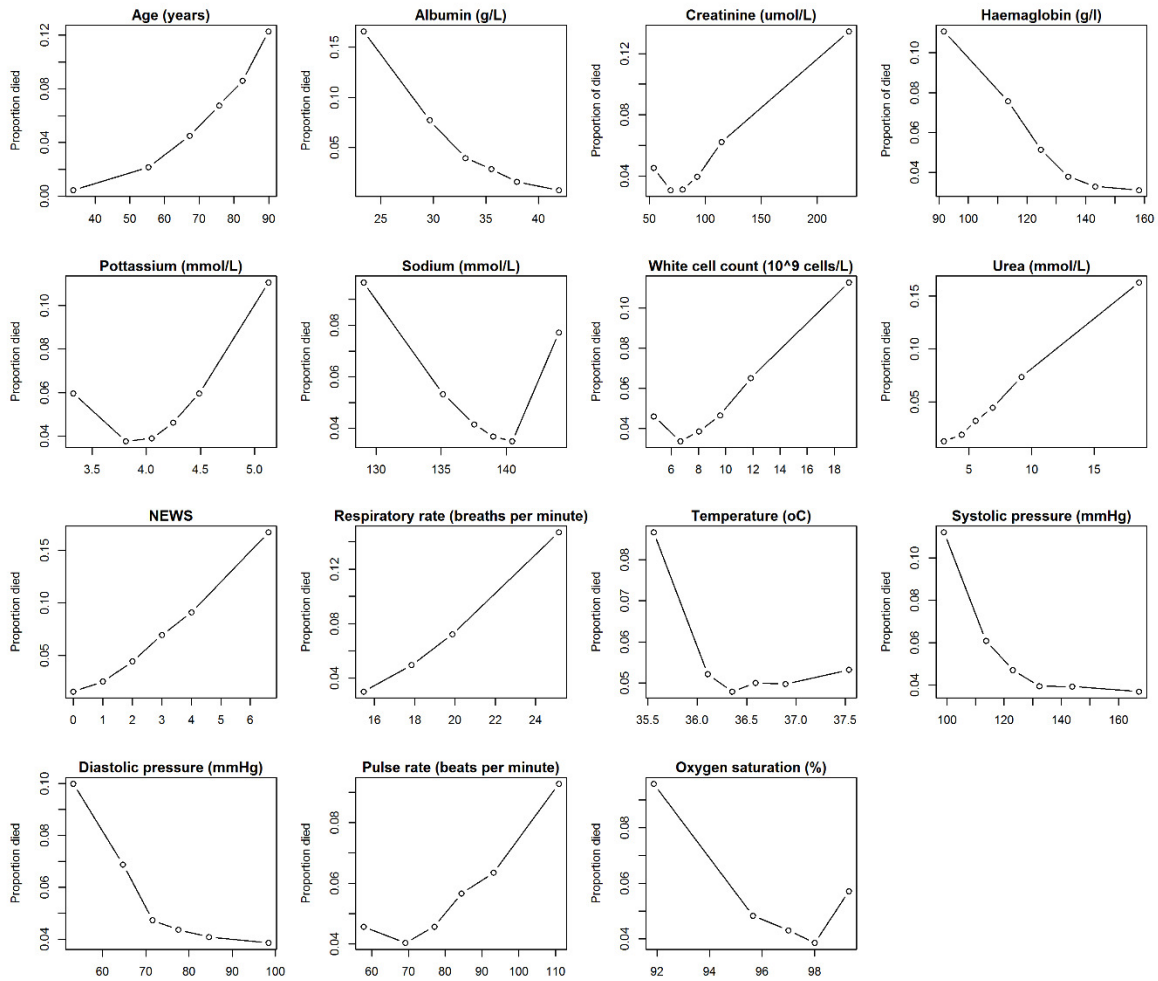 Age (years)
Proportion died
0.00 0.04 0.08 0.12
40 50 60 70 80 90
Albumin (g/L)
Proportion died
0.05 0.10 0.15
25 30 35 40
Creatinine (umol/L)
Proportion died
0.04 0.08 0.12
50 100 150 200
Haemaglobin (g/l)
Proportion of died
0.04 0.06 0.08 0.10
90 100 120 130 140 150 160
Pottassium (mmol/L)
Proportion died
0.04 0.06 0.08 0.10
3.5 4.0 4.5 5.0
Sodium (mmol/L)
Proportion died
0.04 0.06 0.08
130 135 140
White cell count (10^9 cells/L)
Proportion died
0.04 0.06 0.08 0.10
6 8 10 12 14 16 18
Urea (mmol/L)
Proportion died
0.05 0.10 0.15
5 10 15
NEWS
Proportion died
0.05 0.10 0.15
0 1 2 3 4 5 6
Respiratory rate (breaths per minute)
Proportion died
0.04 0.08 0.12
16 18 20 22 24
Temperature (oC)
Proportion died
0.05 0.06 0.07 0.08
35.5 36.0 36.5 37.0 37.5
Systolic pressure (mmHg)
Proportion died
0.04 0.06 0.08 0.10
100 120 140 160
Diastolic pressure (mmHg)
Proportion died
0.04 0.06 0.08 0.10
60 70 80 90 100
Pulse rate (beats per minute)
Proportion died
0.04 0.06 0.08
60 70 80 90 100 110
Oxygen saturation (%)
Proportion died
0.04 0.06 0.08
92 94 96 98